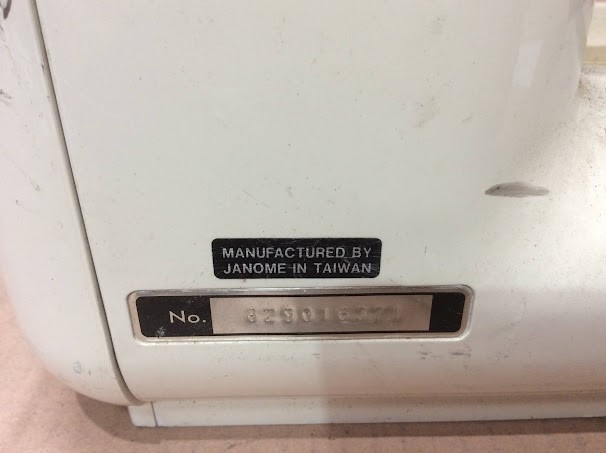 MANUFACTURED BY
JANOME IN TAIWAN
No.